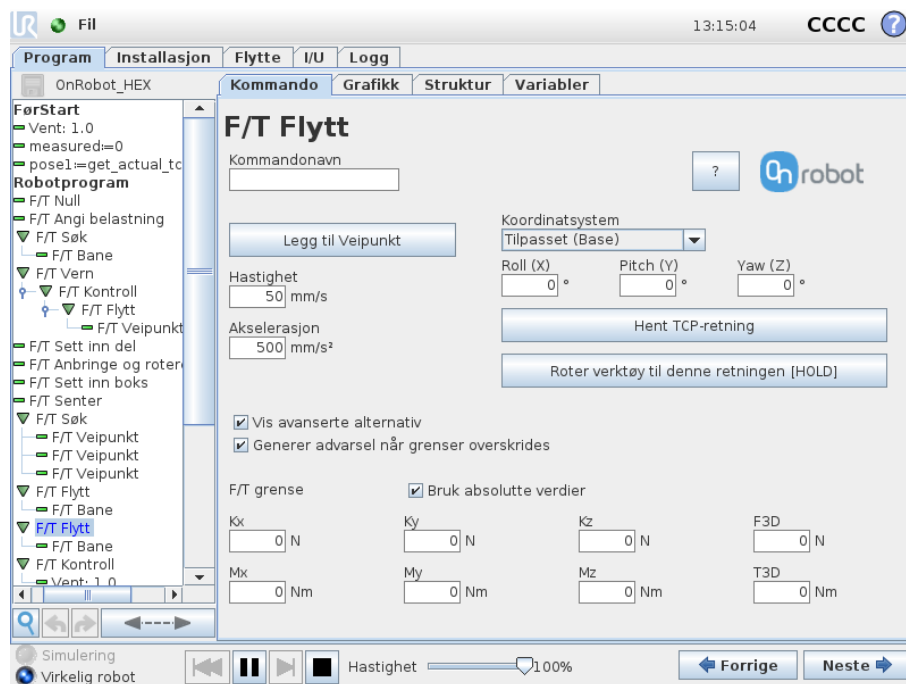 UR Fil 13:15:04 CCCC ?
Program Installasjon Flytte I/U Logg
OnRobot_HEX
Kommando Grafikk Struktur Variabler
FørStart
Vent: 1.0
measured:=0
pose1:=get_actual_tc
Robotprogram
F/T Null
F/T Angi belastning
F/T Søk
F/T Bane
F/T Vern
F/T Kontroll
F/T Flytt
F/T Veipunkt
F/T Sett inn del
F/T Anbringe og roter
F/T Sett inn boks
F/T Senter
F/T Søk
F/T Veipunkt
F/T Veipunkt
F/T Veipunkt
F/T Flytt
F/T Bane
F/T Flytt
F/T Bane
F/T Kontroll
Vent: 1.0
F/T Flytt
Kommandonavn
?
On robot
Legg til Veipunkt
Koordinatsystem
Tilpasset (Base)
Hastighet
50 mm/s
Roll (X) Pitch (Y) Yaw (Z)
0 ° 0 ° 0 °
Akselerasjon
500 mm/s²
Hent TCP-retning
Roter verktøy til denne retningen [HOLD]
Vis avanserte alternativ
Generer advarsel når grenser overskrides
F/T grense Bruk absolutte verdier
Kx Ky Kz F3D
0 N 0 N 0 N 0 N
Mx My Mz T3D
0 Nm 0 Nm 0 Nm 0 Nm
Simulering
Virkelig robot
Hastighet 100%
Forrige Neste